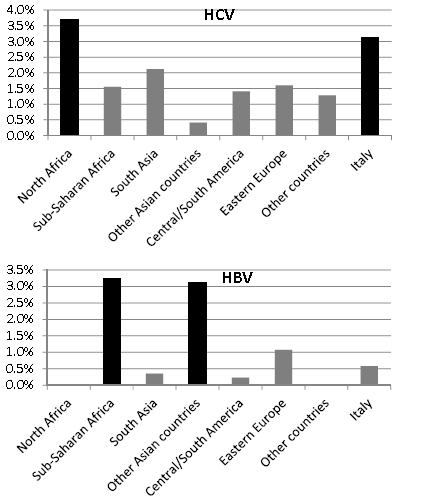 HCV
4.0%
3.5%
3.0%
2.5%
2.0%
1.5%
1.0%
0.5%
0.0%
North Africa
Sub-Saharan Africa
South Asia
Other Asian countries
Central/South America
Eastern Europe
Other countries
Italy
HBV
3.5%
3.0%
2.5%
2.0%
1.5%
1.0%
0.5%
0.0%
North Africa
Sub-Saharan Africa
South Asia
Other Asian countries
Central/South America
Eastern Europe
Other countries
Italy